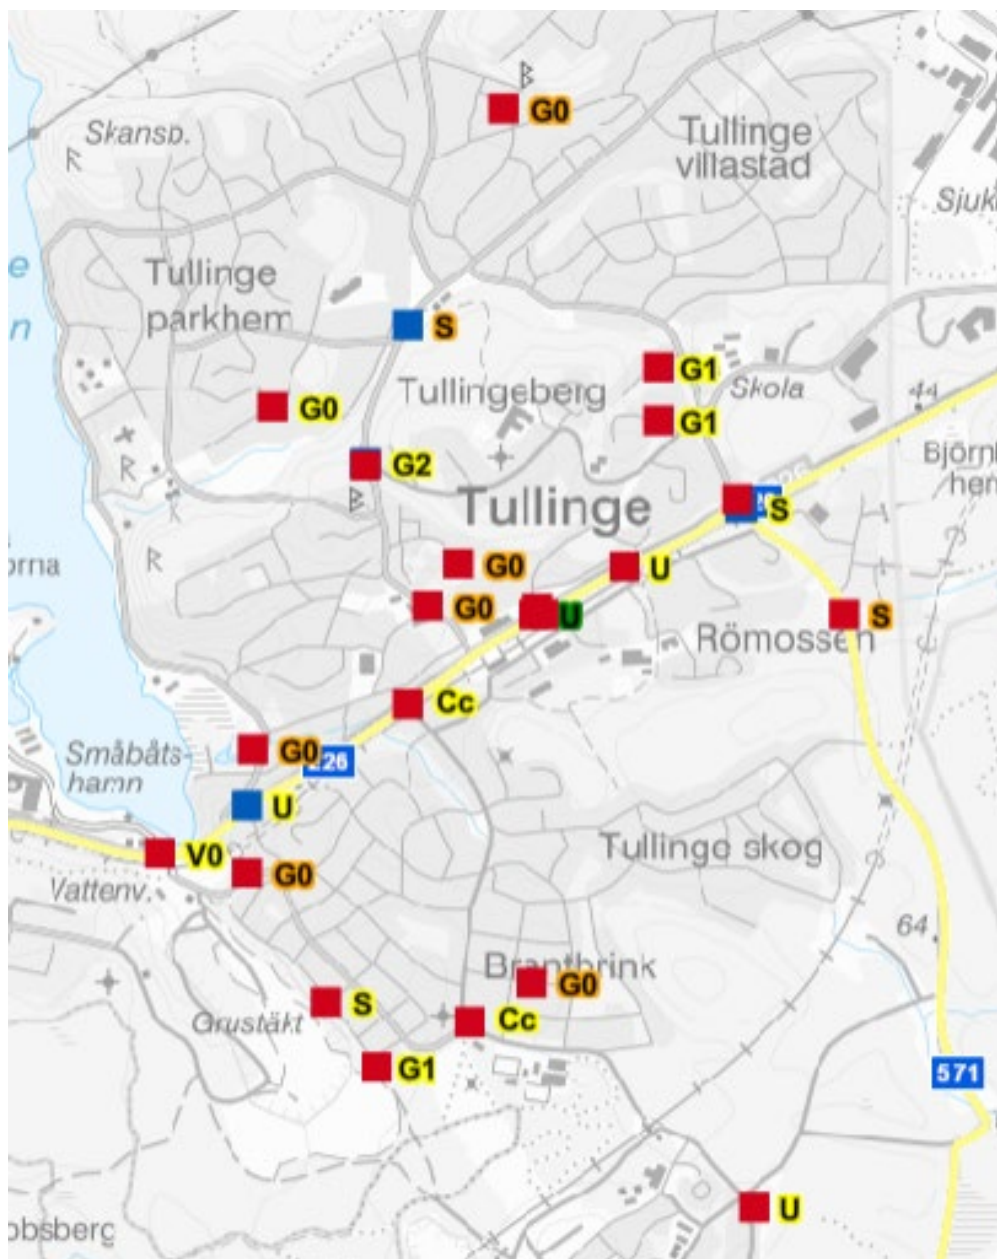 G0
Skansb.
Tullinge
villastad
Sjuk
e
n
Tullinge
parkhem
S
G1
Skola
Tullingeberg
G0
G1
44
G2
Tullinge
S
Björn
hem
orna
G0
U
G0
U
S
Römossen
Cc
Småbåts-
hamn
G0
226
U
V0
Tullinge skog
G0
Vattenv.
64
Brantbrink
G0
S
Grustäkt
Cc
G1
571
U
obsberg